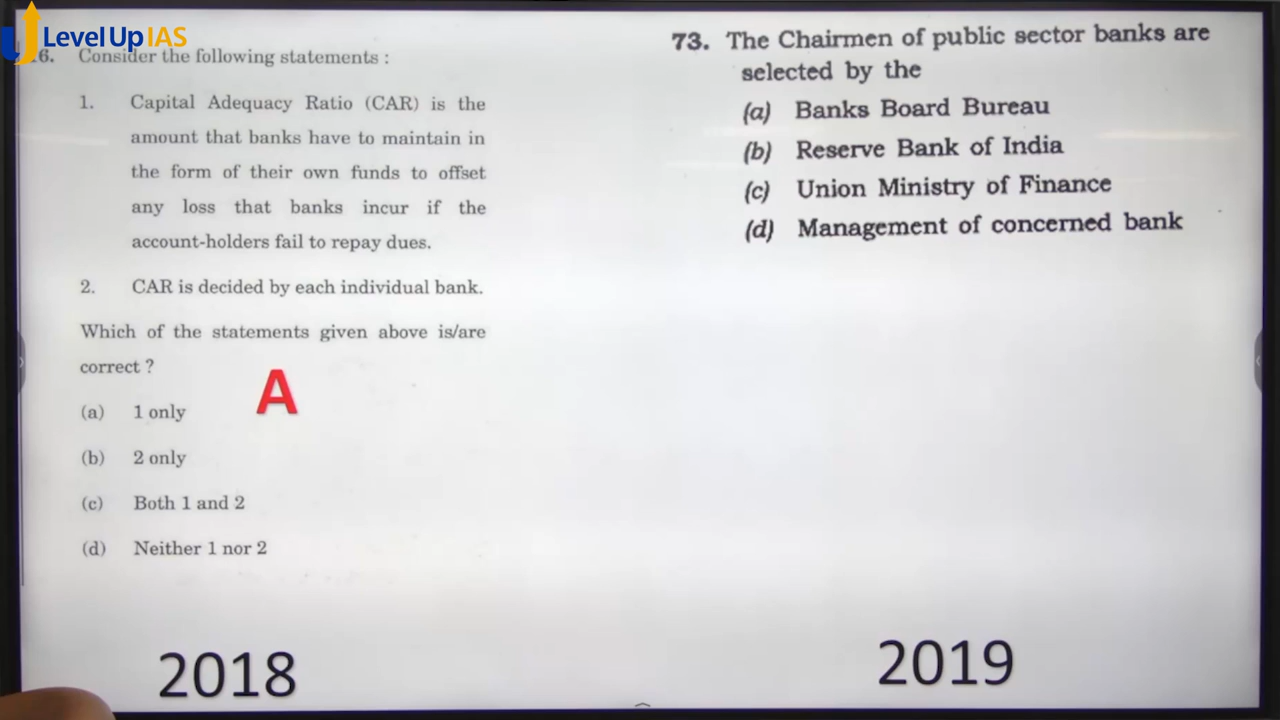 Level Up IAS
6. Consider the following statements :
1. Capital Adequacy Ratio (CAR) is the
amount that banks have to maintain in
the form of their own funds to offset
any loss that banks incur if the
account-holders fail to repay dues.
2. CAR is decided by each individual bank.
Which of the statements given above is/are
correct ?
(a) 1 only
A
(b) 2 only
(c) Both 1 and 2
(d) Neither 1 nor 2
2018
73. The Chairmen of public sector banks are
selected by the
(a) Banks Board Bureau
(b) Reserve Bank of India
(c) Union Ministry of Finance
(d) Management of concerned bank
2019